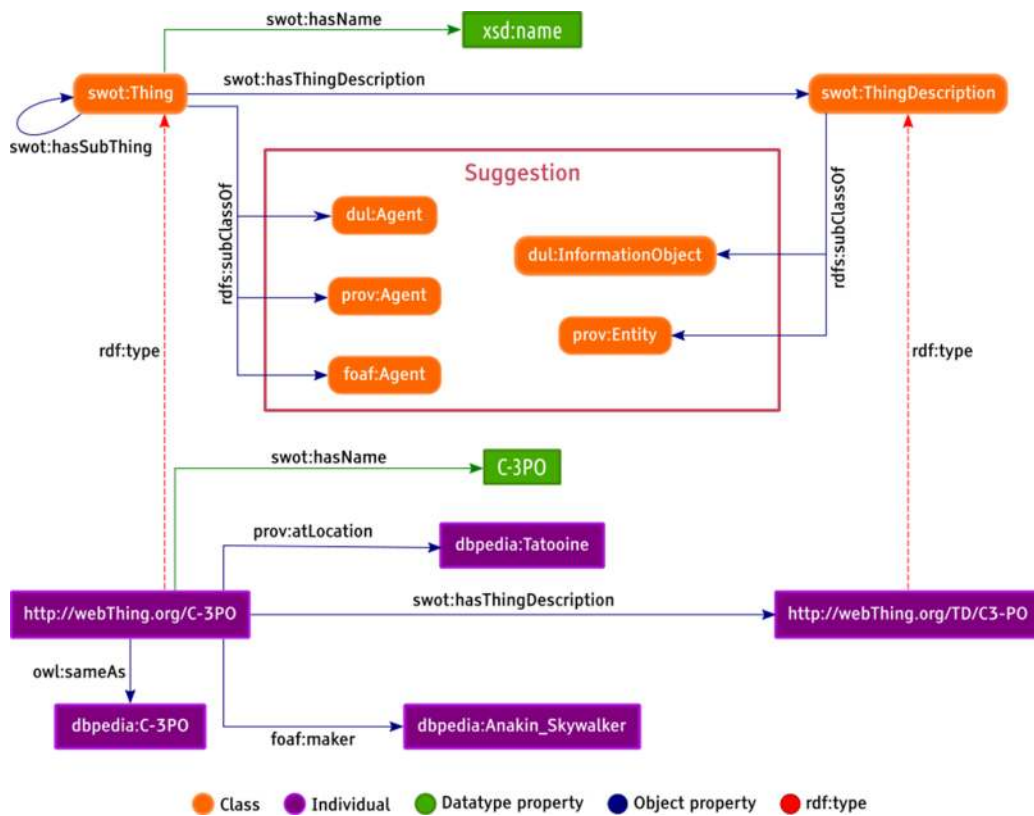 swot:hasName
xsd:name
swot:Thing
swot:hasThingDescription
swot:ThingDescription
swot:hasSubThing
Suggestion
dul:Agent
rdfs:subClassOf
dul:InformationObject
rdfs:subClassOf
prov:Agent
prov:Entity
rdf:type
rdf:type
foaf:Agent
swot:hasName
C-3PO
prov:atLocation
dbpedia:Tatooine
http://webThing.org/C-3PO
swot:hasThingDescription
http://webThing.org/TD/C3-PO
owl:sameAs
dbpedia:C-3PO
foaf:maker
dbpedia:Anakin_Skywalker
Class
Individual
Datatype property
Object property
rdf:type